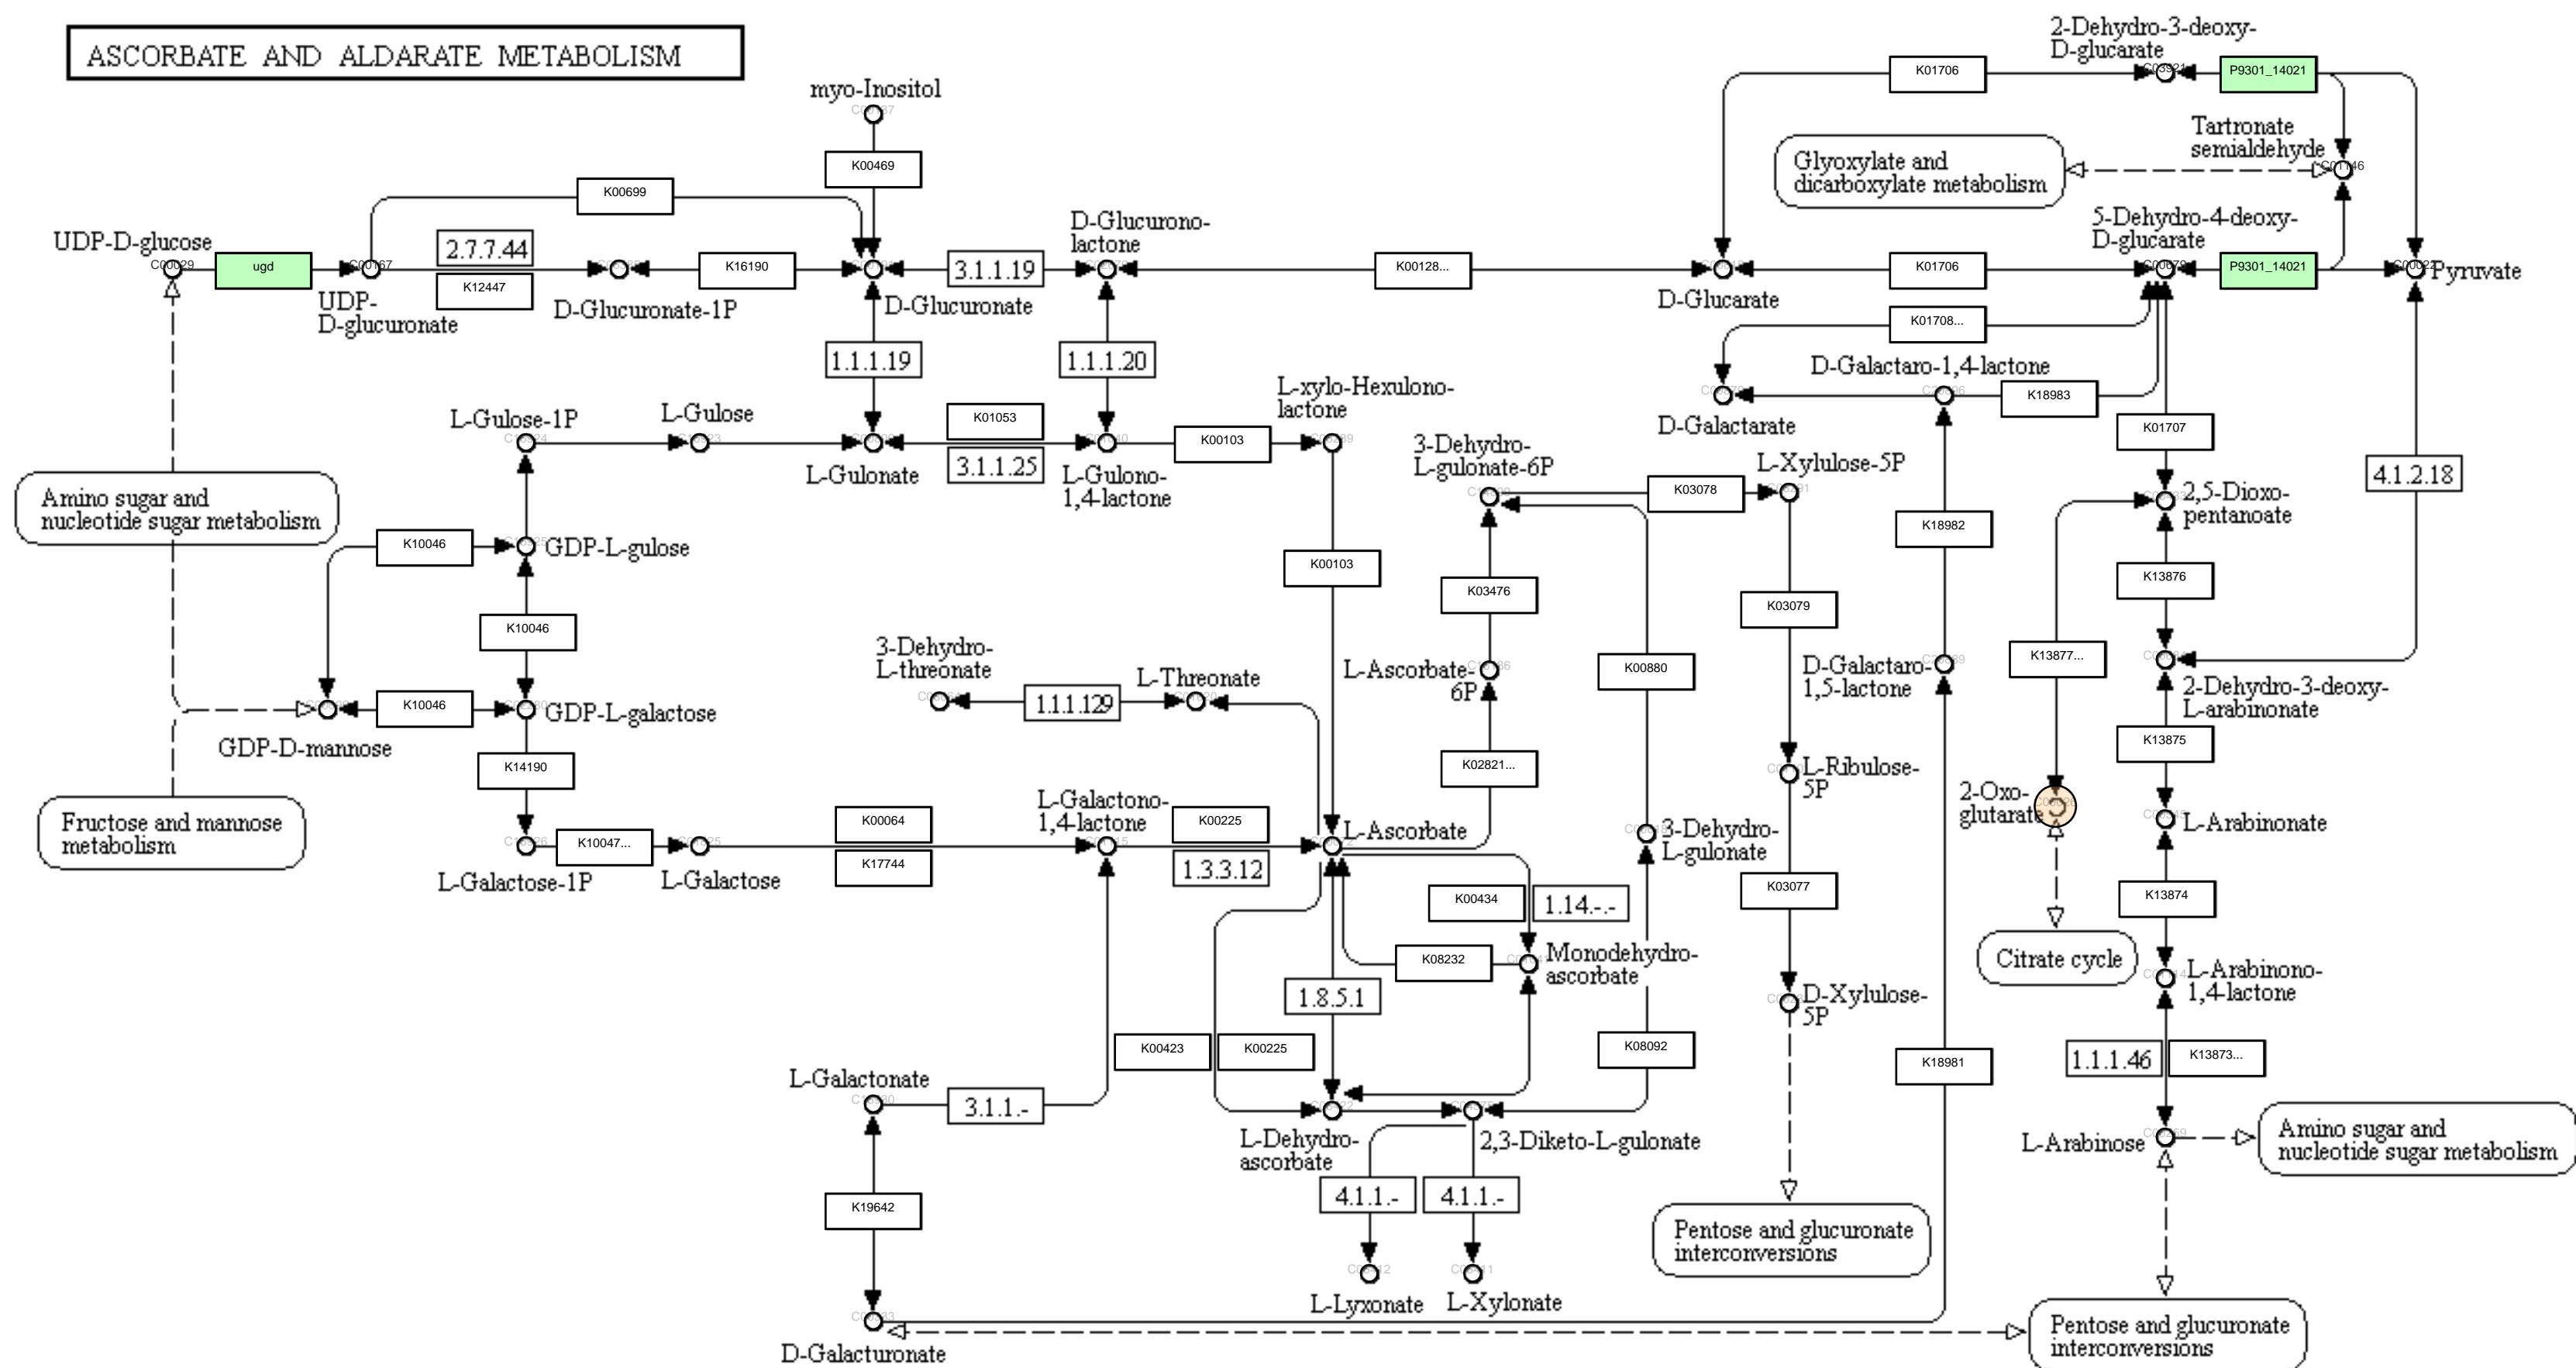 ASCORBATE AND ALDARATE METABOLISM
2-Dehydro-3-deoxy-
D-glucarate
K01706
P9301_14021
myo-Inositol
K00469
Tartronate
semialdehyde
Glyoxylate and
dicarboxylate metabolism
K00699
UDP-D-glucose
ugd
UDP-
D-glucuronate
2.7.7.44
K12447
D-Glucuronate-1P
K16190
D-Glucuronate
3.1.1.19
D-Glucurono-
lactone
K00128...
D-Glucarate
K01706
5-Dehydro-4-deoxy-
D-glucarate
P9301_14021
Pyruvate
K01708...
1.1.1.19
1.1.1.20
D-Galactaro-1,4-lactone
K18983
D-Galactarate
K01707
4.1.2.18
L-Gulose-1P
L-Gulose
L-Gulonate
K01053
3.1.1.25
L-Gulono-
1,4-lactone
K00103
L-xylo-Hexulono-
lactone
3-Dehydro-
L-gulonate-6P
K03078
L-Xylulose-5P
2,5-Dioxo-
pentanoate
Amino sugar and
nucleotide sugar metabolism
K10046
GDP-L-gulose
K00103
K18982
K03476
K03079
K13876
K10046
3-Dehydro-
L-threonate
1.1.1.129
L-Threonate
L-Ascorbate-
6P
K00880
D-Galactaro-
1,5-lactone
K13877...
2-Dehydro-3-deoxy-
L-arabinonate
K10046
GDP-L-galactose
GDP-D-mannose
K14190
K02821...
K13875
L-Ribulose-
5P
2-Oxo-
glutarate
L-Arabinonate
Fructose and mannose
metabolism
L-Galactose-1P
K10047...
L-Galactose
K00064
K17744
L-Galactono-
1,4-lactone
K00225
1.3.3.12
L-Ascorbate
3-Dehydro-
L-gulonate
K03077
K13874
K00434
1.14.-.-
K08232
Monodehydro-
ascorbate
Citrate cycle
L-Arabinono-
1,4-lactone
1.8.5.1
D-Xylulose-
5P
K00423
K00225
K08092
K18981
1.1.1.46
K13873...
L-Galactonate
3.1.1.-
L-Dehydro-
ascorbate
2,3-Diketo-L-gulonate
L-Arabinose
Amino sugar and
nucleotide sugar metabolism
K19642
4.1.1.-
4.1.1.-
Pentose and glucuronate
interconversions
L-Lyxonate
L-Xylonate
D-Galacturonate
Pentose and glucuronate
interconversions